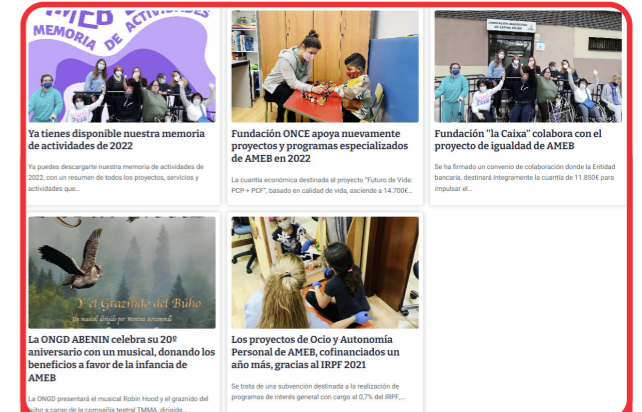 AMEB
MEMORIA DE ACTIVIDADES
Ya tienes disponible nuestra memoria
de actividades de 2022
Ya puedes descargarte nuestra memoria de actividades de
2022, con un resumen de todos los proyectos, servicios y
actividades que…
Fundación ONCE apoya nuevamente
proyectos y programas especializados
de AMEB en 2022
La cuantía económica destinada al proyecto "Futuro de Vida:
PCP + PCF", basado en calidad de vida, asciende a 14.700€…
Fundación "la Caixa" colabora con el
proyecto de igualdad de AMEB
Se ha firmado un convenio de colaboración donde la Entidad
bancaria, destinará íntegramente la cuantía de 11.850€ para
impulsar el…
Y el Graznido del Búho
Un musical dirigido por
La ONGD ABENIN celebra su 20º
aniversario con un musical, donando los
beneficios a favor de la infancia de
AMEB
La ONGD presentará el musical Robin Hood y el graznido del
búho a cargo de la compañía teatral TMMA, dirigida…
Los proyectos de Ocio y Autonomía
Personal de AMEB, cofinanciados un
año más, gracias al IRPF 2021
Se trata de una subvención destinada a la realización de
programas de interés general con cargo al 0,7% del IRPF,…